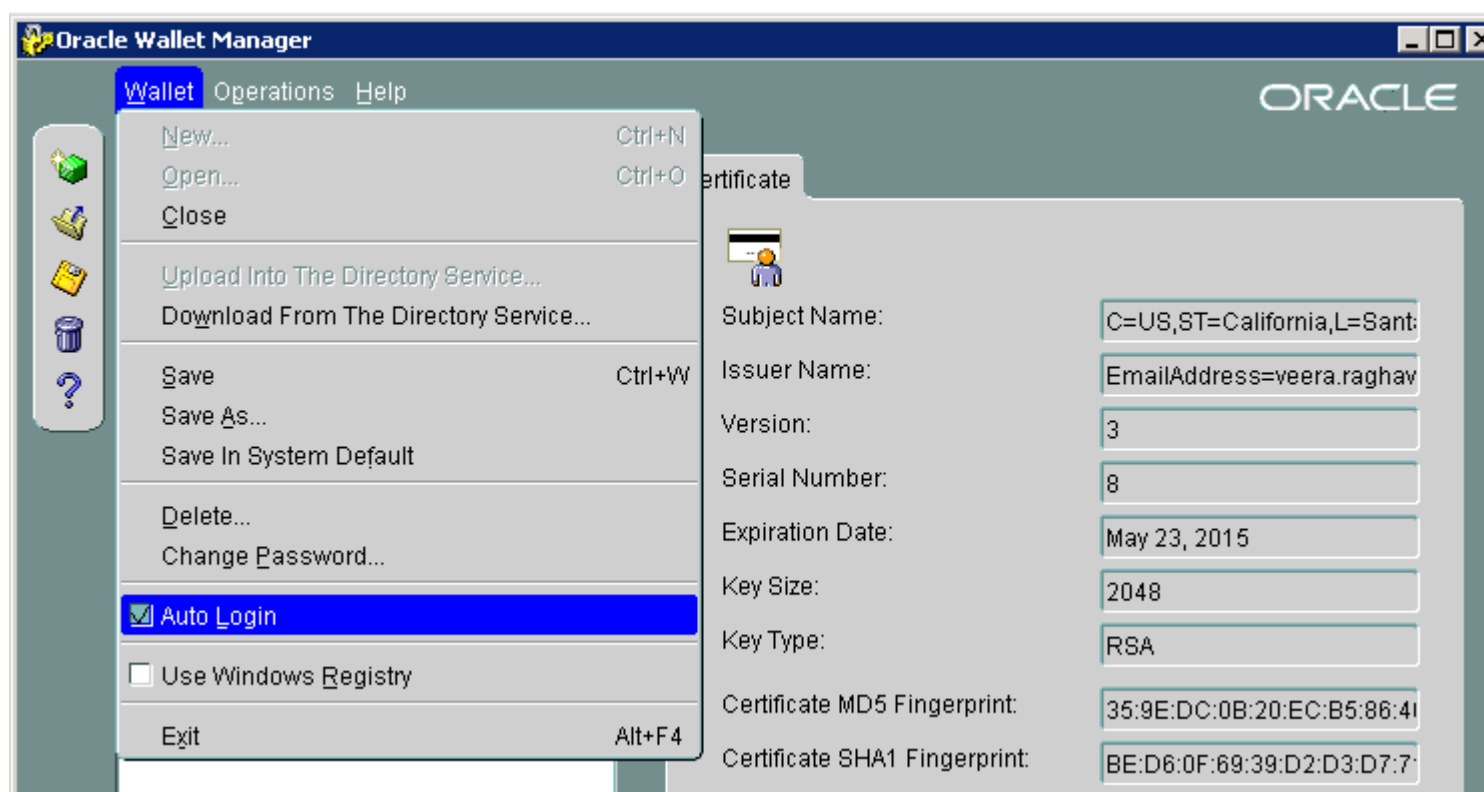 Oracle Wallet Manager
Wallet Operations Help
ORACLE
New... Ctrl+N
Open... Ctrl+O
Close
Upload Into The Directory Service...
Download From The Directory Service...
Save Ctrl+W
Save As...
Save In System Default
Delete...
Change Password...
Auto Login
Use Windows Registry
Exit Alt+F4
ertificate
Subject Name: C=US,ST=California,L=Sant
Issuer Name: EmailAddress=veera.raghav
Version: 3
Serial Number: 8
Expiration Date: May 23, 2015
Key Size: 2048
Key Type: RSA
Certificate MD5 Fingerprint: 35:9E:DC:0B:20:EC:B5:86:4
Certificate SHA1 Fingerprint: BE:D6:0F:69:39:D2:D3:D7:7